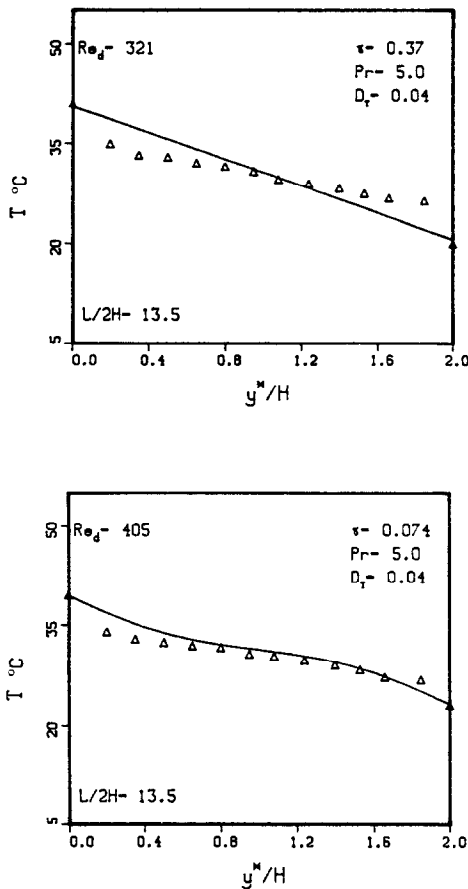 50
Re_d- 321
τ- 0.37
Pr- 5.0
D_T- 0.04
35
T °C
20
L/2H- 13.5
5
0.0 0.4 0.8 1.2 1.6 2.0
y*/H
50
Re_d- 405
τ- 0.074
Pr- 5.0
D_T- 0.04
35
T °C
20
L/2H- 13.5
5
0.0 0.4 0.8 1.2 1.6 2.0
y*/H